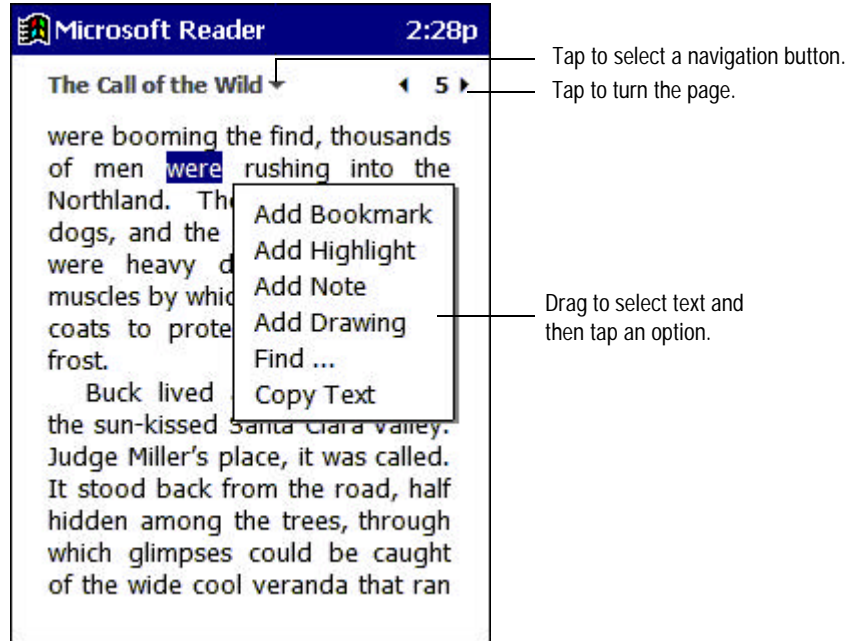 Microsoft Reader 2:28p
The Call of the Wild 5
Tap to select a navigation button.
Tap to turn the page.
were booming the find, thousands
of men were rushing into the
Northland. The
dogs, and the
were heavy d
muscles by whic
coats to prote
frost.
Buck lived
the sun-kissed Santa Clara Valley.
Judge Miller's place, it was called.
It stood back from the road, half
hidden among the trees, through
which glimpses could be caught
of the wide cool veranda that ran
Add Bookmark
Add Highlight
Add Note
Add Drawing
Find ...
Copy Text
Drag to select text and
then tap an option.